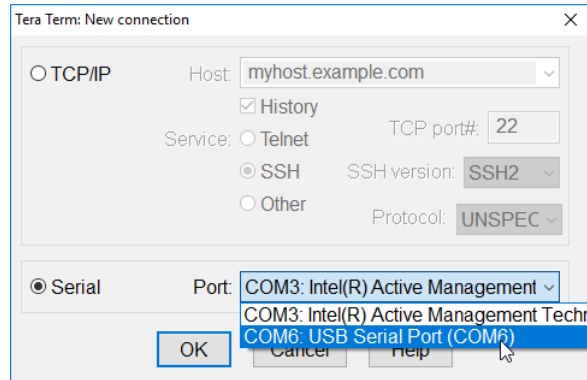 Tera Term: New connection
TCP/IP
Host: myhost.example.com
History
Service: Telnet TCP port#: 22
SSH SSH version: SSH2
Other
Protocol: UNSPEC
Serial Port: COM3: Intel(R) Active Management
COM3: Intel(R) Active Management Techn
COM6: USB Serial Port (COM6)
OK Cancel Help